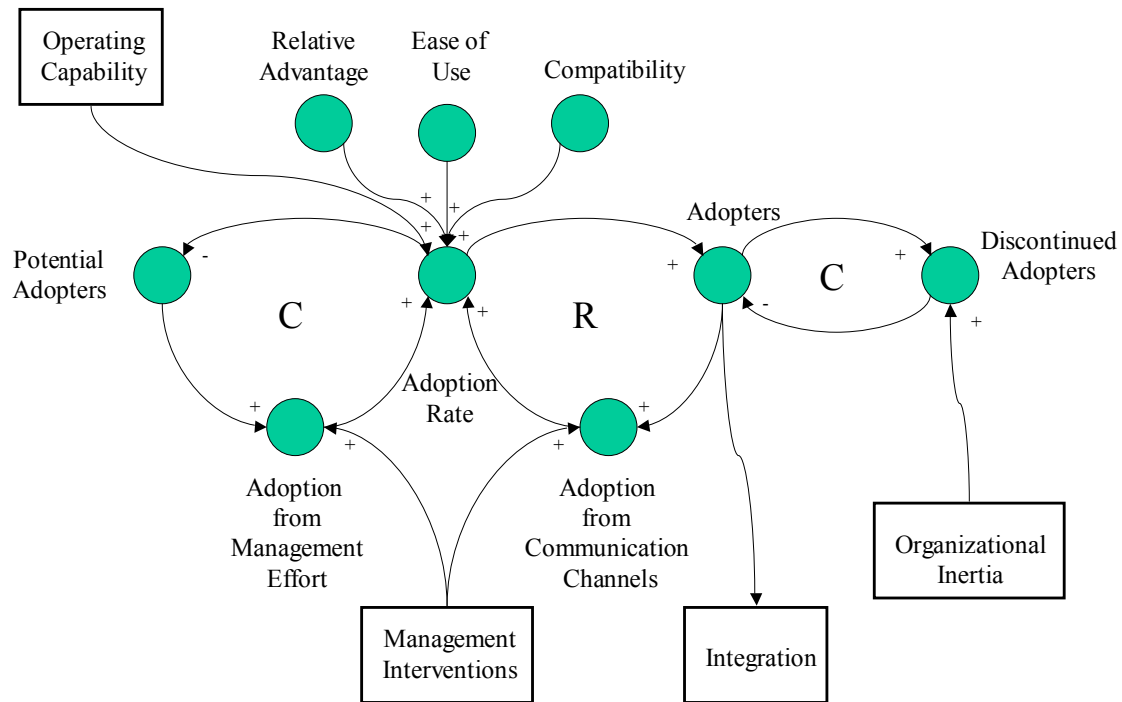 Operating
Capability
Relative
Advantage
Ease of
Use
Compatibility
+
+
+
+
Adopters
Potential
Adopters
-
+
+
Discontinued
Adopters
C
R
C
+
+
-
+
Adoption
Rate
+
+
+
+
Adoption
from
Management
Effort
Adoption
from
Communication
Channels
Organizational
Inertia
Management
Interventions
Integration